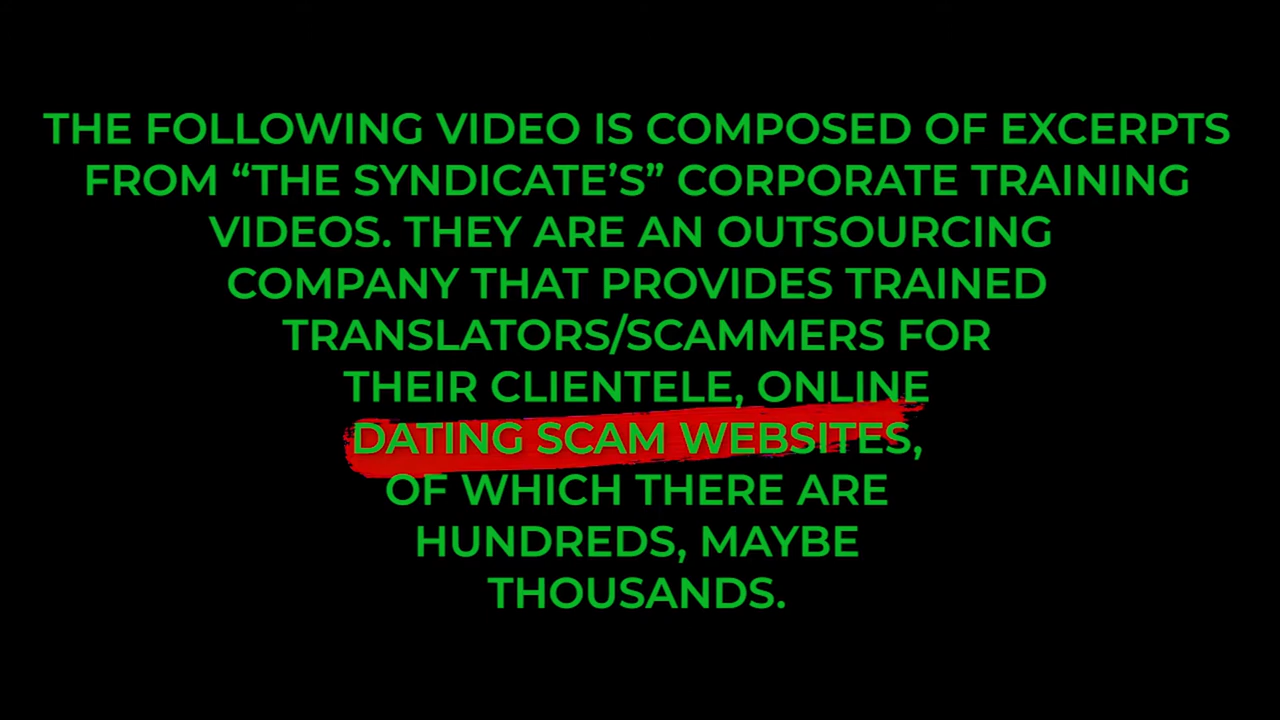 THE FOLLOWING VIDEO IS COMPOSED OF EXCERPTS
FROM “THE SYNDICATE’S” CORPORATE TRAINING
VIDEOS. THEY ARE AN OUTSOURCING
COMPANY THAT PROVIDES TRAINED
TRANSLATORS/SCAMMERS FOR
THEIR CLIENTELE, ONLINE
DATING SCAM WEBSITES,
OF WHICH THERE ARE
HUNDREDS, MAYBE
THOUSANDS.